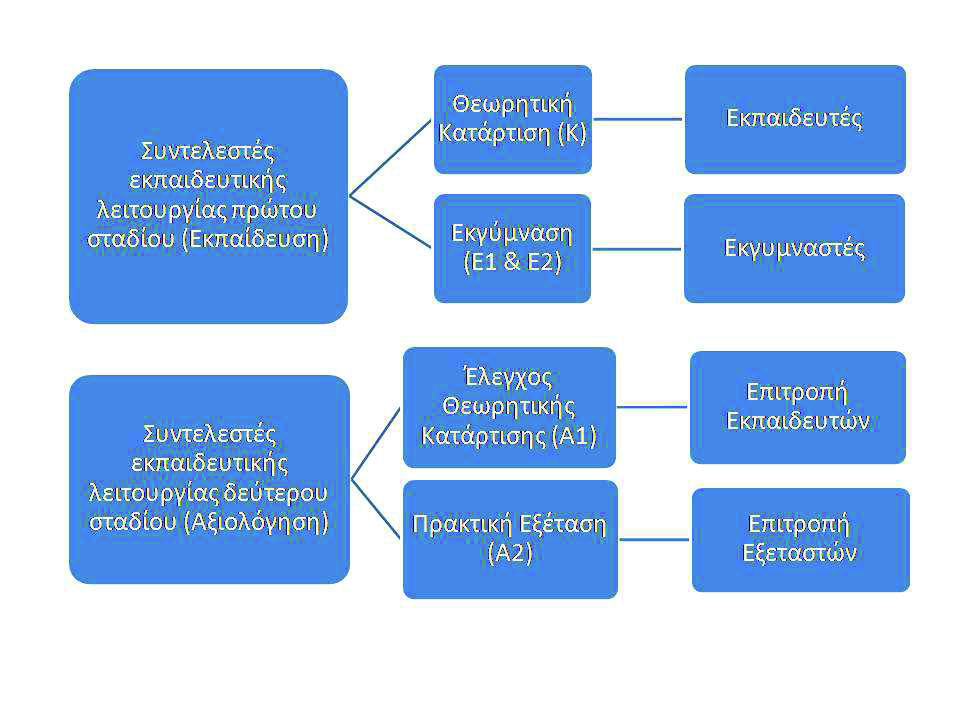 Συντελεστές
εκπαιδευτικής
λειτουργίας πρώτου
σταδίου (Εκπαίδευση)
Θεωρητική
Κατάρτιση (Κ)
Εκπαιδευτές
Εκγύμναση
(Ε1 & Ε2)
Εκγυμναστές
Συντελεστές
εκπαιδευτικής
λειτουργίας δεύτερου
σταδίου (Αξιολόγηση)
Έλεγχος
Θεωρητικής
Κατάρτισης (Α1)
Επιτροπή
Εκπαιδευτών
Πρακτική Εξέταση
(Α2)
Επιτροπή
Εξεταστών